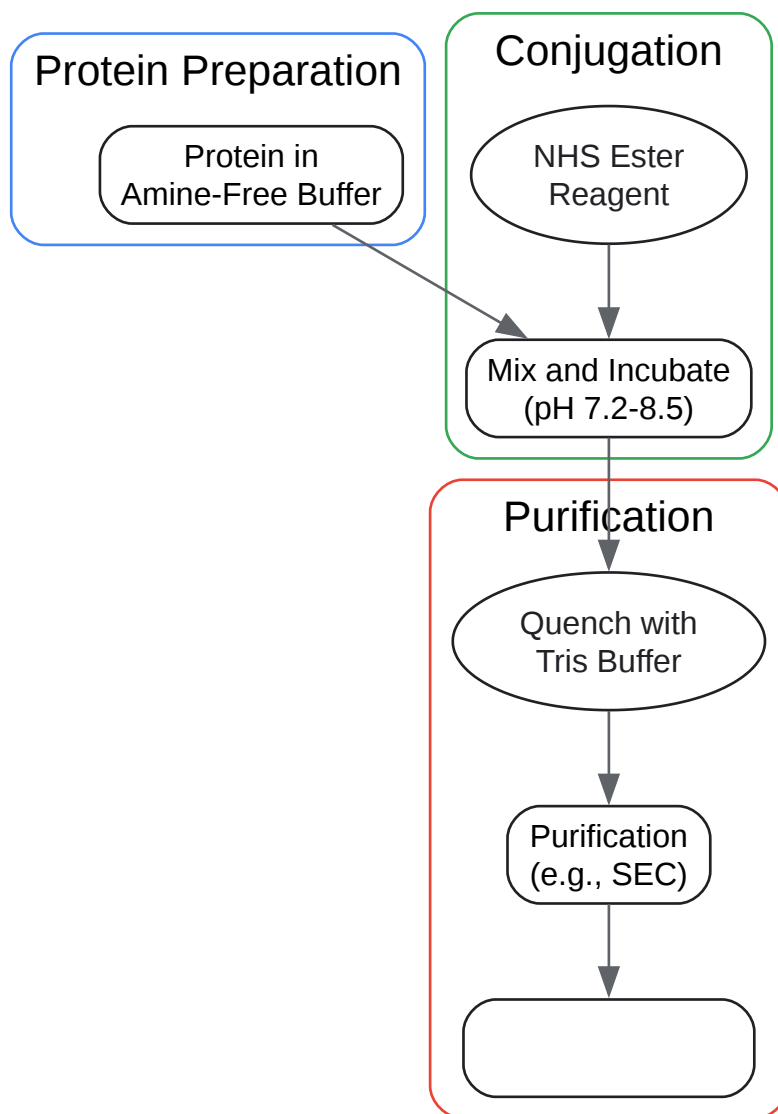 Protein Preparation
Protein in
Amine-Free Buffer
Conjugation
NHS Ester
Reagent
Mix and Incubate
(pH 7.2-8.5)
Purification
Quench with
Tris Buffer
Purification
(e.g., SEC)